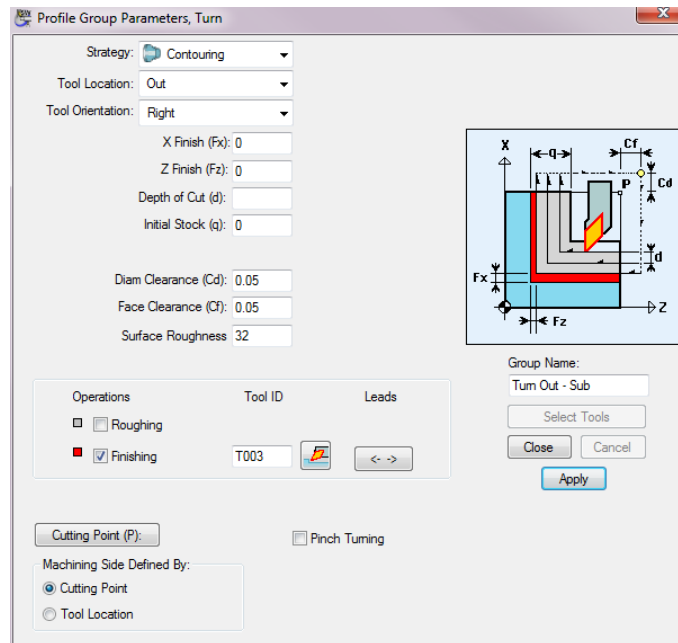 Profile Group Parameters, Turn
Strategy: Contouring
Tool Location: Out
Tool Orientation: Right
X Finish (Fx): 0
Z Finish (Fz): 0
Depth of Cut (d):
Initial Stock (q): 0
Diam Clearance (Cd): 0.05
Face Clearance (Cf): 0.05
Surface Roughness 32
X q Cf
P Cd
d
Fx
Z
Fz
Group Name:
Turn Out - Sub
Select Tools
Close Cancel
Apply
Operations Tool ID Leads
Roughing
Finishing T003 <- ->
Cutting Point (P): Pinch Turning
Machining Side Defined By:
Cutting Point
Tool Location